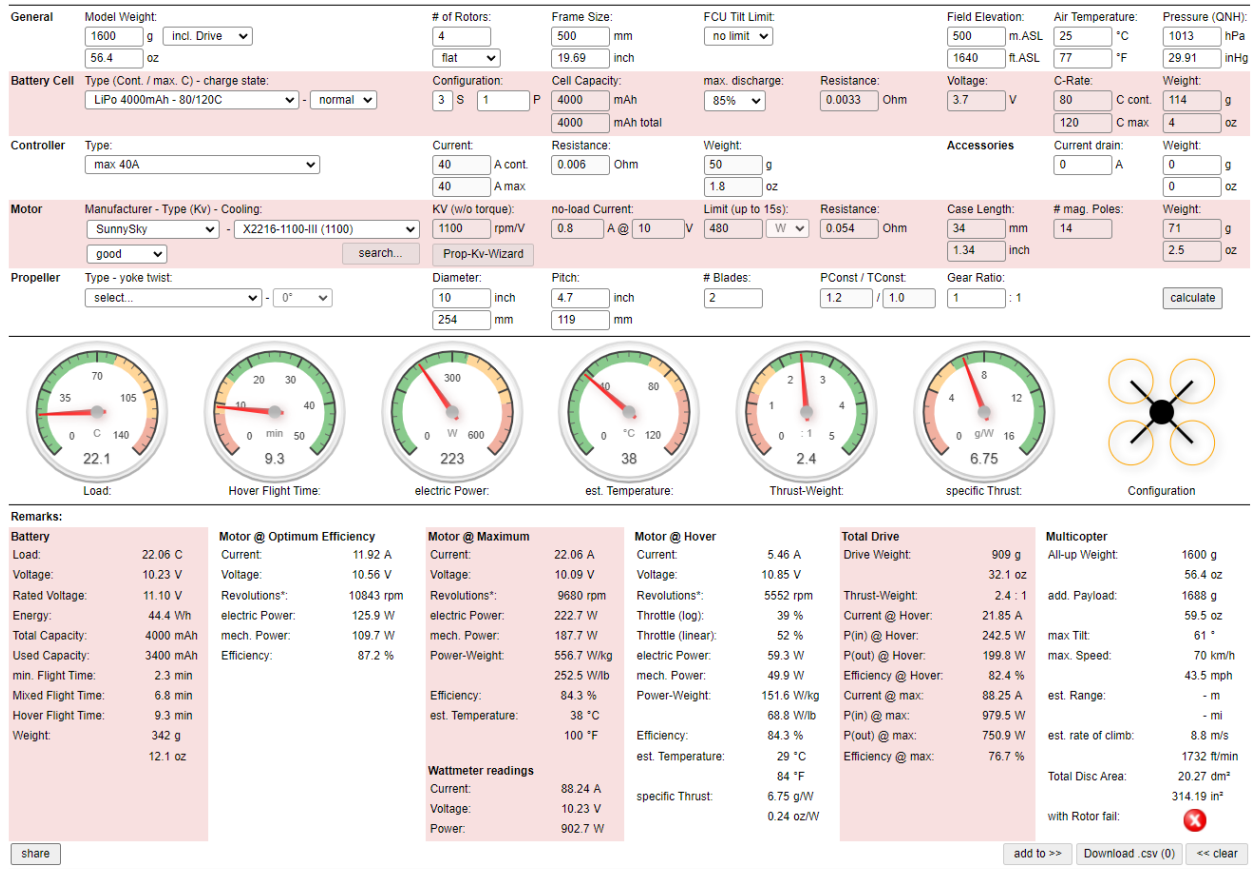 General Model Weight: # of Rotors: Frame Size: FCU Tilt Limit: Field Elevation: Air Temperature: Pressure (QNH):
1600 g incl. Drive 4 500 mm no limit 500 m.ASL 25 °C 1013 hPa
56.4 oz flat 19.69 inch 1640 ft.ASL 77 °F 29.91 inHg
Battery Cell Type (Cont. / max. C) - charge state: Configuration: Cell Capacity: max. discharge: Resistance: Voltage: C-Rate: Weight:
LiPo 4000mAh - 80/120C - normal 3 S 1 P 4000 mAh 85% 0.0033 Ohm 3.7 V 80 C cont. 114 g
4000 mAh total 120 C max 4 oz
Controller Type: Current: Resistance: Weight: Accessories Current drain: Weight:
max 40A 40 A cont. 0.006 Ohm 50 g 0 A 0 g
40 A max 1.8 oz 0 oz
Motor Manufacturer - Type (Kv) - Cooling: KV (w/o torque): no-load Current: Limit (up to 15s): Resistance: Case Length: # mag. Poles: Weight:
SunnySky - X2216-1100-III (1100) 1100 rpm/V 0.8 A @ 10 V 480 W 0.054 Ohm 34 mm 14 71 g
good search... Prop-Kv-Wizard 1.34 inch 2.5 oz
Propeller Type - yoke twist: Diameter: Pitch: # Blades: PConst / TConst: Gear Ratio:
select... - 0° 10 inch 4.7 inch 2 1.2 / 1.0 1 : 1 calculate
254 mm 119 mm
0 35 70 105 140 C 22.1
0 10 20 30 40 50 min 9.3
0 300 600 W 223
0 40 80 120 °C 38
0 1 2 3 4 5 : 1 2.4
0 4 8 12 16 g/W 6.75
Load: Hover Flight Time: electric Power: est. Temperature: Thrust-Weight: specific Thrust: Configuration
Remarks:
Battery
Load: 22.06 C
Voltage: 10.23 V
Rated Voltage: 11.10 V
Energy: 44.4 Wh
Total Capacity: 4000 mAh
Used Capacity: 3400 mAh
min. Flight Time: 2.3 min
Mixed Flight Time: 6.8 min
Hover Flight Time: 9.3 min
Weight: 342 g
12.1 oz
Motor @ Optimum Efficiency
Current: 11.92 A
Voltage: 10.56 V
Revolutions*: 10843 rpm
electric Power: 125.9 W
mech. Power: 109.7 W
Efficiency: 87.2 %
Motor @ Maximum
Current: 22.06 A
Voltage: 10.09 V
Revolutions*: 9680 rpm
electric Power: 222.7 W
mech. Power: 187.7 W
Power-Weight: 556.7 W/kg
252.5 W/lb
Efficiency: 84.3 %
est. Temperature: 38 °C
100 °F
Wattmeter readings
Current: 88.24 A
Voltage: 10.23 V
Power: 902.7 W
Motor @ Hover
Current: 5.46 A
Voltage: 10.85 V
Revolutions*: 5552 rpm
Throttle (log): 39 %
Throttle (linear): 52 %
electric Power: 59.3 W
mech. Power: 49.9 W
Power-Weight: 151.6 W/kg
68.8 W/lb
Efficiency: 84.3 %
est. Temperature: 29 °C
84 °F
specific Thrust: 6.75 g/W
0.24 oz/W
Total Drive
Drive Weight: 909 g
32.1 oz
Thrust-Weight: 2.4 : 1
Current @ Hover: 21.85 A
P(in) @ Hover: 242.5 W
P(out) @ Hover: 199.8 W
Efficiency @ Hover: 82.4 %
Current @ max: 88.25 A
P(in) @ max: 979.5 W
P(out) @ max: 750.9 W
Efficiency @ max: 76.7 %
Multicopter
All-up Weight: 1600 g
56.4 oz
add. Payload: 1688 g
59.5 oz
max Tilt: 61 °
max. Speed: 70 km/h
43.5 mph
est. Range: - m
- mi
est. rate of climb: 8.8 m/s
1732 ft/min
Total Disc Area: 20.27 dm²
314.19 in²
with Rotor fail:
share add to >> Download .csv (0) << clear